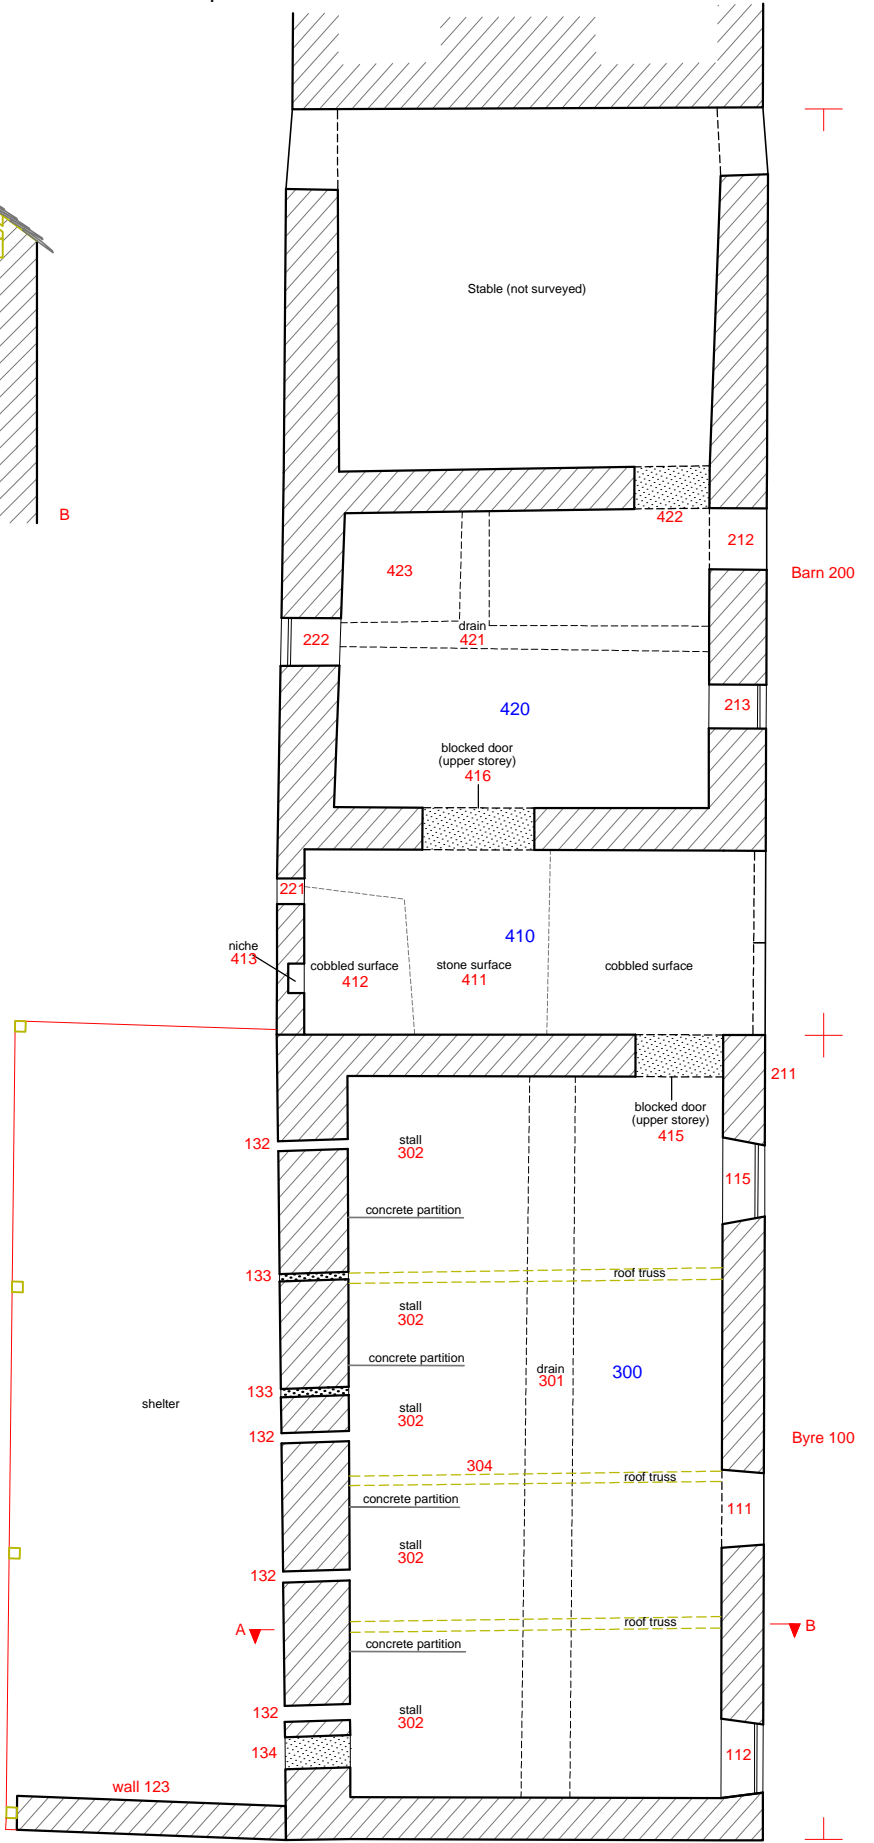 Stable (not surveyed)
B
422
212
423
Barn 200
drain
222
421
213
420
blocked door
(upper storey)
416
221
410
niche
413
cobbled surface
412
stone surface
411
cobbled surface
211
blocked door
(upper storey)
415
132
stall
302
115
concrete partition
133
roof truss
stall
302
concrete partition
drain
301
300
133
shelter
stall
302
132
Byre 100
304
roof truss
concrete partition
111
stall
302
132
A
roof truss
B
concrete partition
132
stall
302
134
112
wall 123